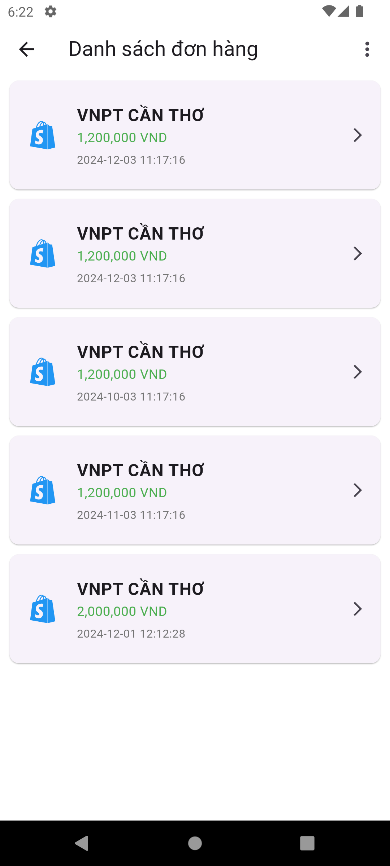 6:22
Danh sách đơn hàng
VNPT CẦN THƠ
1,200,000 VND
2024-12-03 11:17:16
VNPT CẦN THƠ
1,200,000 VND
2024-12-03 11:17:16
VNPT CẦN THƠ
1,200,000 VND
2024-10-03 11:17:16
VNPT CẦN THƠ
1,200,000 VND
2024-11-03 11:17:16
VNPT CẦN THƠ
2,000,000 VND
2024-12-01 12:12:28